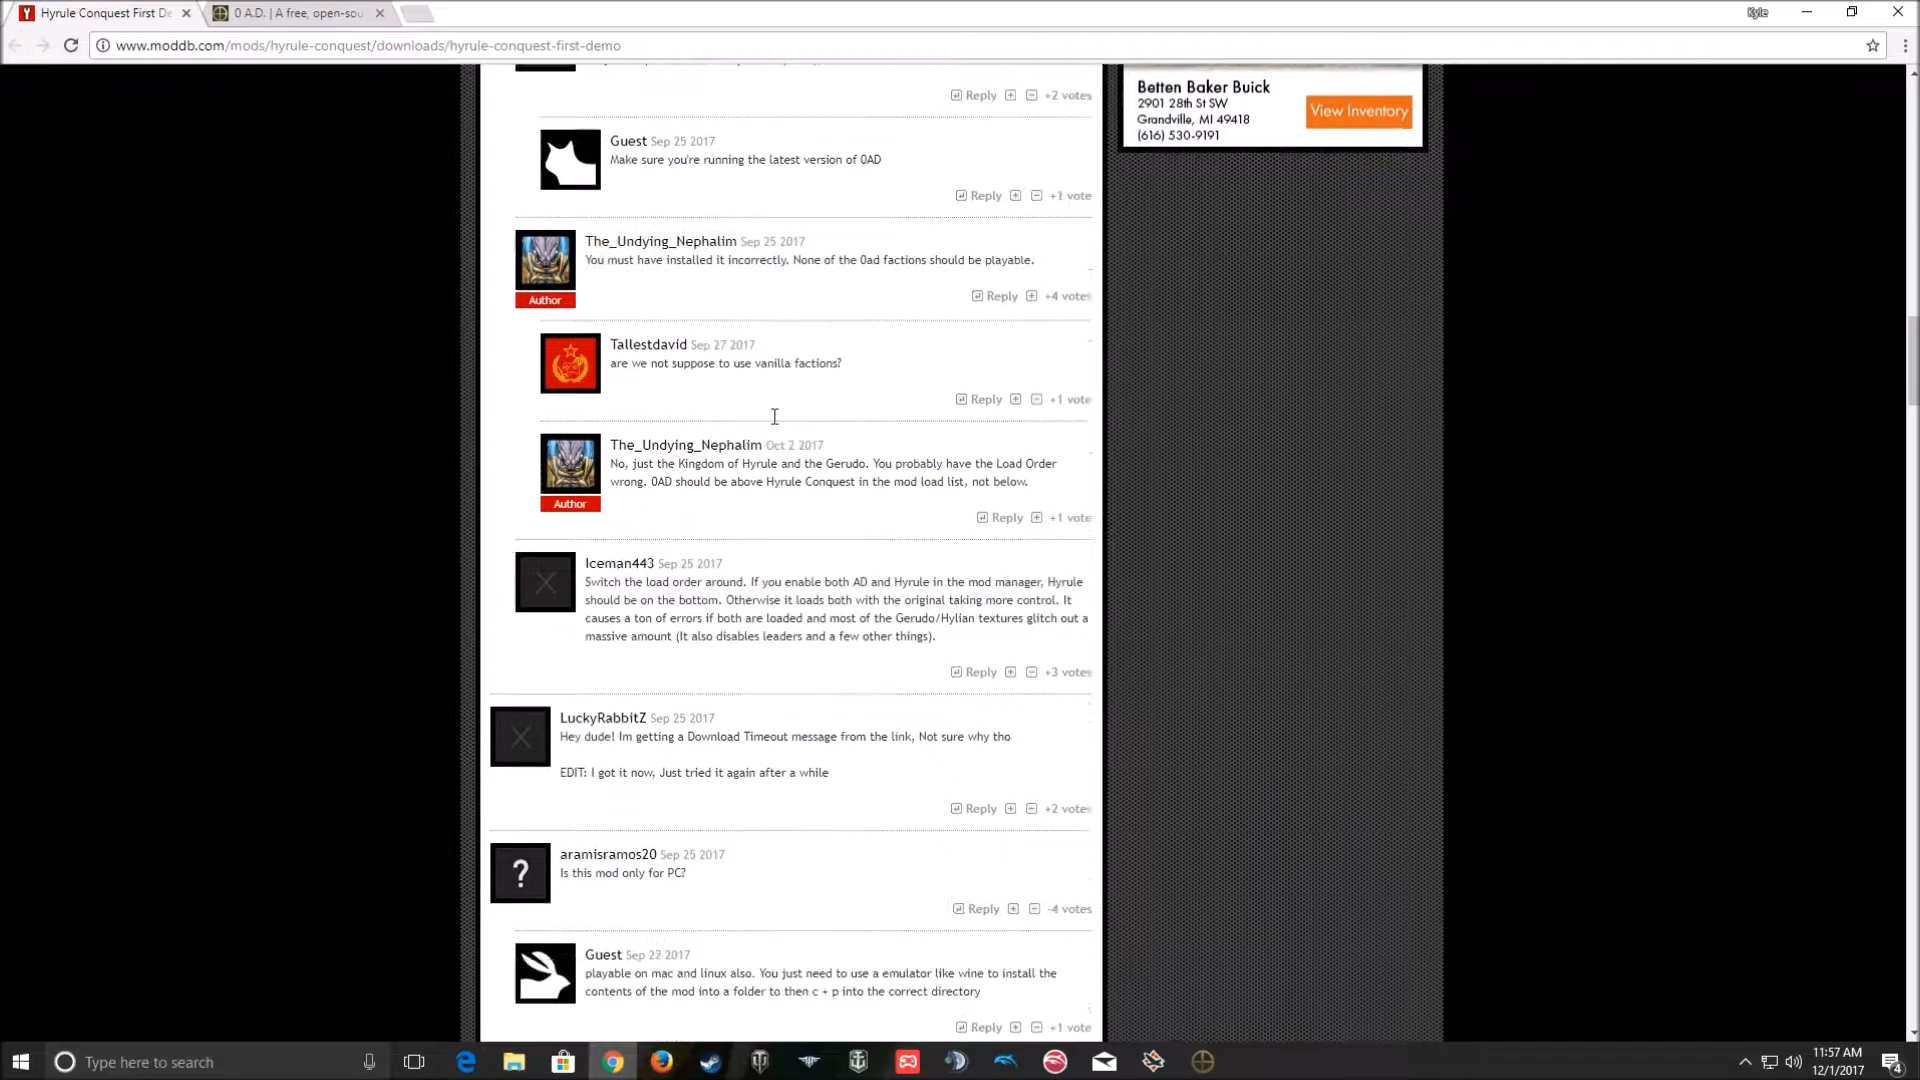 Hyrule Conquest First De
0 A.D. | A free, open-sou
Kyle
www.moddb.com/mods/hyrule-conquest/downloads/hyrule-conquest-first-demo
Betten Baker Buick
2901 28th St SW
Grandville, MI 49418
(616) 530-9191
View Inventory
Reply +2 votes
Guest Sep 25 2017
Make sure you're running the latest version of 0AD
Reply +1 vote
The_Undying_Nephalim Sep 25 2017
You must have installed it incorrectly. None of the 0ad factions should be playable.
Author
Reply +4 votes
Tallestdavid Sep 27 2017
are we not suppose to use vanilla factions?
Reply +1 vote
The_Undying_Nephalim Oct 2 2017
No, just the Kingdom of Hyrule and the Gerudo. You probably have the Load Order
wrong. 0AD should be above Hyrule Conquest in the mod load list, not below.
Author
Reply +1 vote
Iceman443 Sep 25 2017
Switch the load order around. If you enable both AD and Hyrule in the mod manager, Hyrule
should be on the bottom. Otherwise it loads both with the original taking more control. It
causes a ton of errors if both are loaded and most of the Gerudo/Hylian textures glitch out a
massive amount (It also disables leaders and a few other things).
Reply +3 votes
LuckyRabbitZ Sep 25 2017
Hey dude! Im getting a Download Timeout message from the link, Not sure why tho
EDIT: I got it now, Just tried it again after a while
Reply +2 votes
aramisramos20 Sep 25 2017
Is this mod only for PC?
Reply -4 votes
Guest Sep 27 2017
playable on mac and linux also. You just need to use a emulator like wine to install the
contents of the mod into a folder to then c + p into the correct directory
Reply +1 vote
Type here to search
11:57 AM
12/1/2017
4